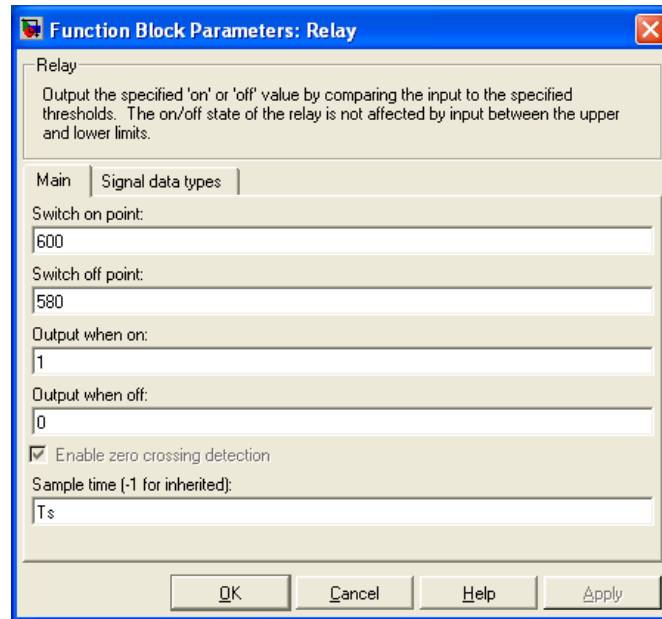 Function Block Parameters: Relay
Relay
Output the specified 'on' or 'off' value by comparing the input to the specified
thresholds. The on/off state of the relay is not affected by input between the upper
and lower limits.
Main Signal data types
Switch on point:
600
Switch off point:
580
Output when on:
1
Output when off:
0
Enable zero crossing detection
Sample time (-1 for inherited):
Ts
OK Cancel Help Apply